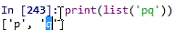 In [243]: print(list('pq'))
['p', 'q']